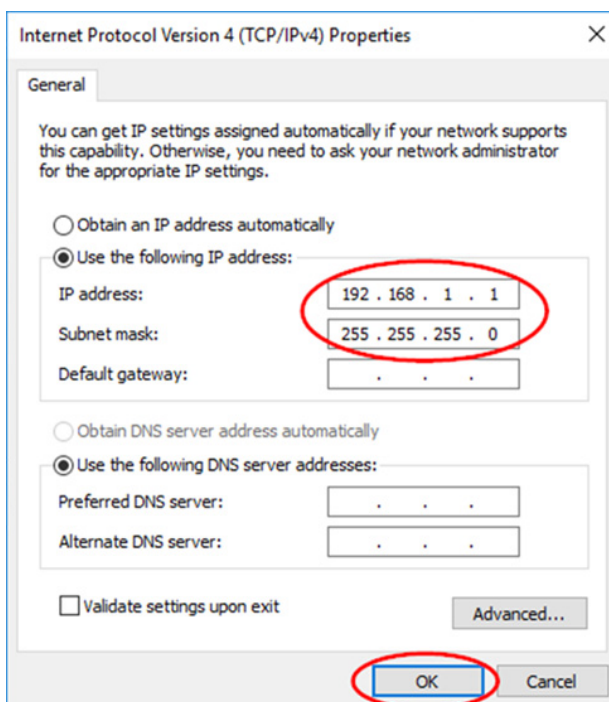 Internet Protocol Version 4 (TCP/IPv4) Properties
General
You can get IP settings assigned automatically if your network supports
this capability. Otherwise, you need to ask your network administrator
for the appropriate IP settings.
Obtain an IP address automatically
Use the following IP address:
IP address: 192 . 168 . 1 . 1
Subnet mask: 255 . 255 . 255 . 0
Default gateway: . . .
Obtain DNS server address automatically
Use the following DNS server addresses:
Preferred DNS server: . . .
Alternate DNS server: . . .
Validate settings upon exit
Advanced...
OK Cancel